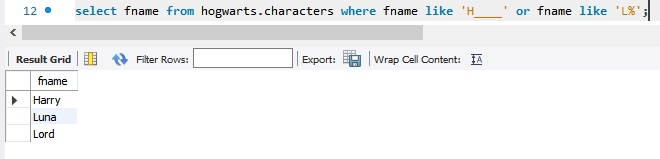 12 select fname from hogwarts.characters where fname like 'H____' or fname like 'L%';
Result Grid Filter Rows: Export: Wrap Cell Content: IA
fname
Harry
Luna
Lord